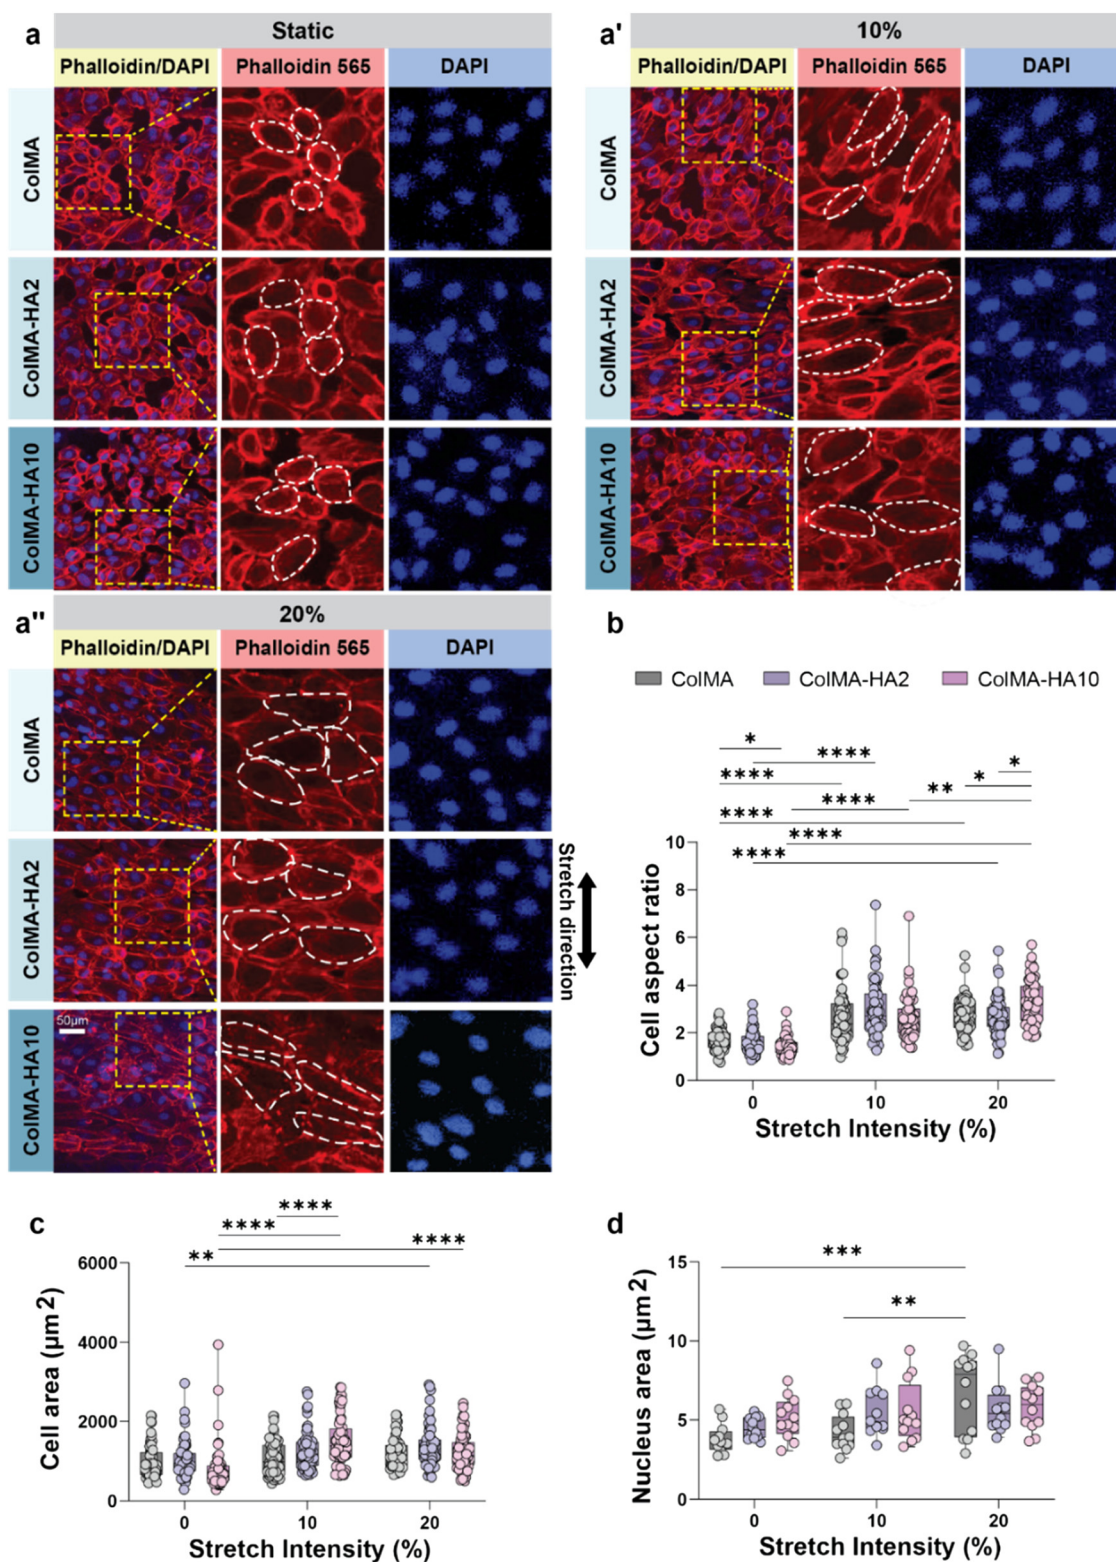 a
Static
Phalloidin/DAPI
Phalloidin 565
DAPI
ColMA
ColMA-HA2
ColMA-HA10
a'
10%
Phalloidin/DAPI
Phalloidin 565
DAPI
ColMA
ColMA-HA2
ColMA-HA10
a"
20%
Phalloidin/DAPI
Phalloidin 565
DAPI
ColMA
ColMA-HA2
ColMA-HA10
50µm
Stretch direction
b
ColMA ColMA-HA2 ColMA-HA10
*
****
*
****
*
**
****
****
****
****
Cell aspect ratio
10
8
6
4
2
0
0 10 20
Stretch Intensity (%)
c
****
****
****
**
Cell area (µm2)
6000
4000
2000
0
0 10 20
Stretch Intensity (%)
d
***
**
Nucleus area (µm2)
15
10
5
0
0 10 20
Stretch Intensity (%)